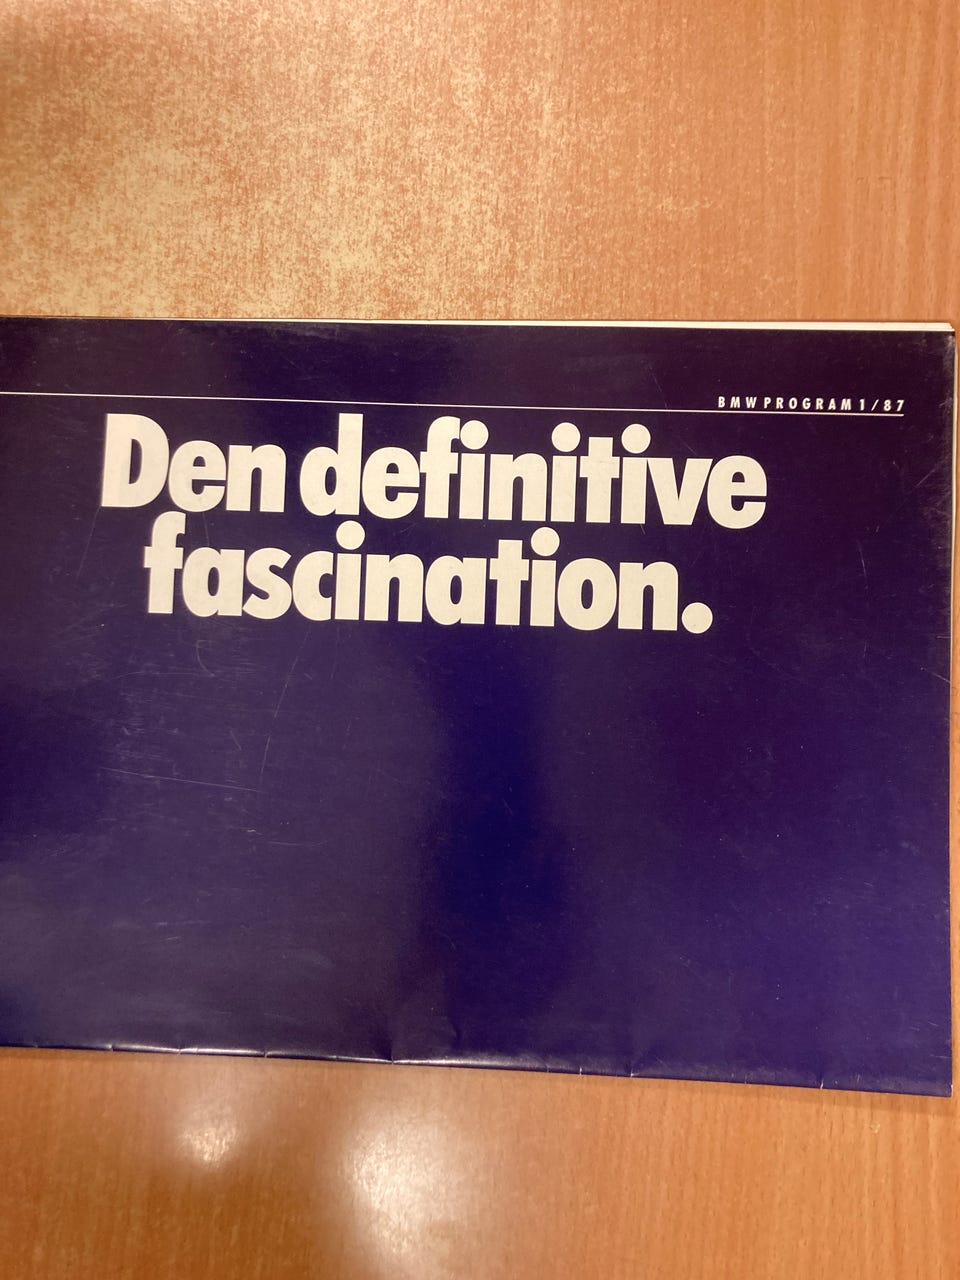 BMW PROGRAM 1/87
Den definitive
fascination.